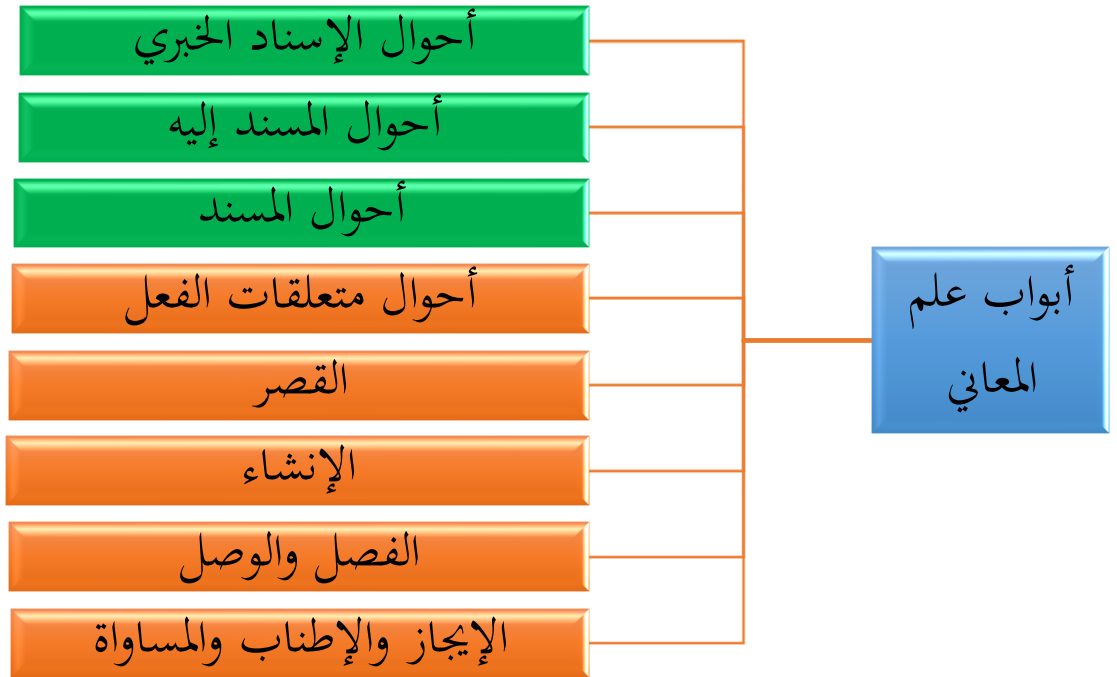 أبواب علم
المعاني
أحوال الإسناد الخبري
أحوال المسند إليه
أحوال المسند
أحوال متعلقات الفعل
القصر
الإنشاء
الفصل والوصل
الإيجاز والإطناب والمساواة